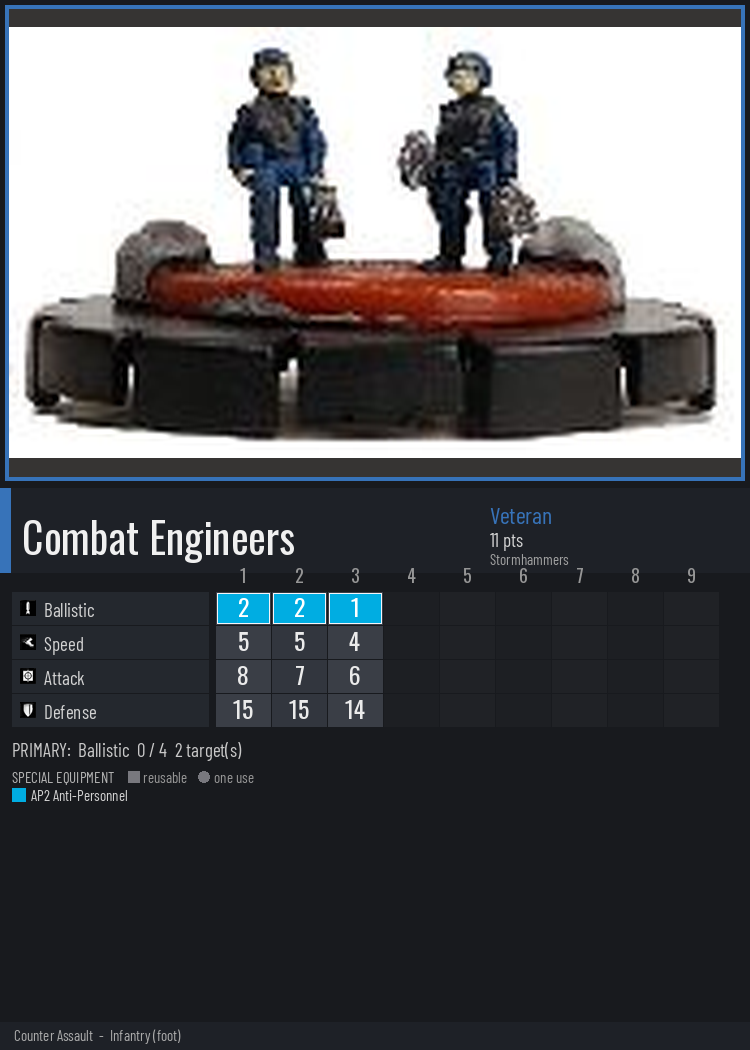 Combat Engineers
Veteran
11 pts
Stormhammers
1 2 3 4 5 6 7 8 9
Ballistic 2 2 1
Speed 5 5 4
Attack 8 7 6
Defense 15 15 14
PRIMARY: Ballistic 0 / 4 2 target(s)
SPECIAL EQUIPMENT reusable one use
AP2 Anti-Personnel
Counter Assault - Infantry (foot)